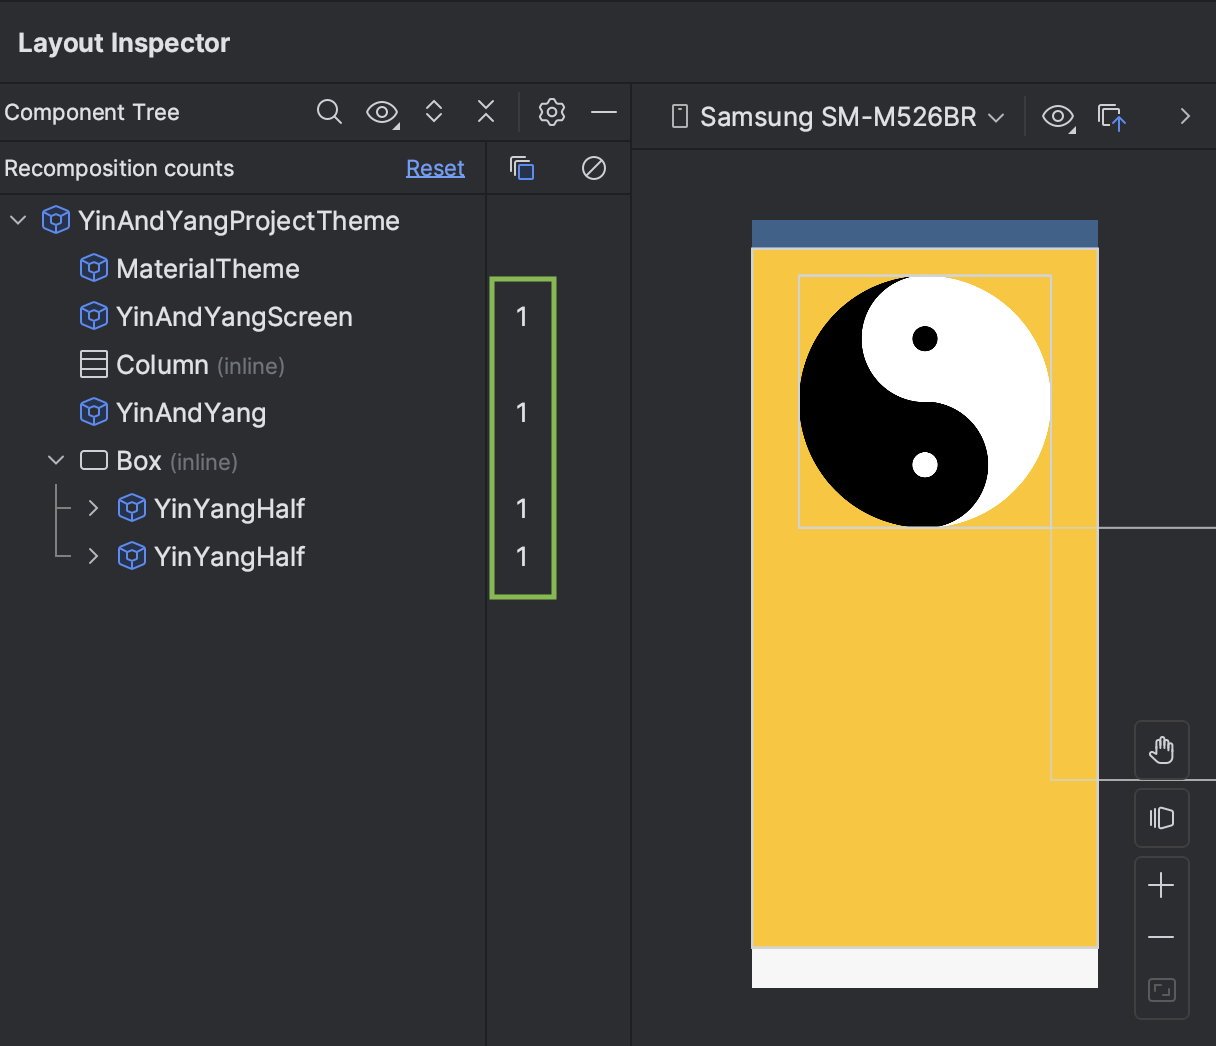 Layout Inspector
Component Tree
Samsung SM-M526BR
Recomposition counts Reset
YinAndYangProjectTheme
MaterialTheme
YinAndYangScreen 1
Column (inline)
YinAndYang 1
Box (inline)
YinYangHalf 1
YinYangHalf 1